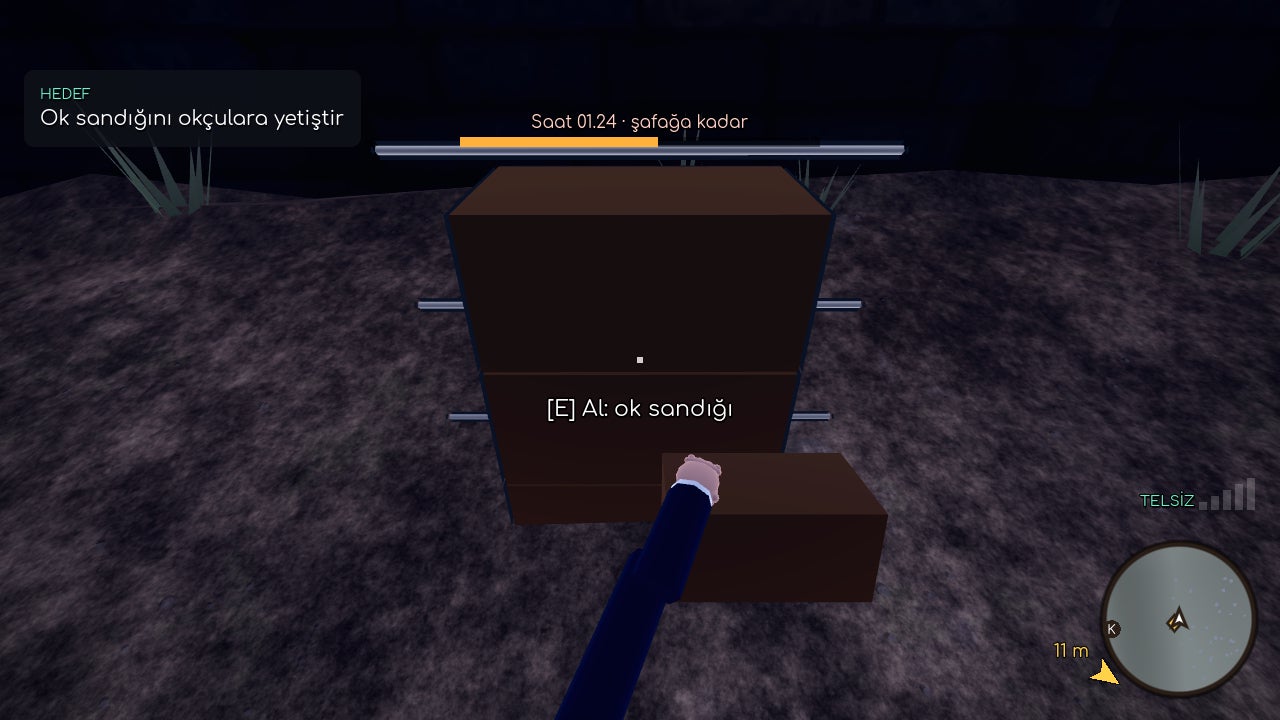 HEDEF
Ok sandığını okçulara yetiştir
Saat 01.24 · şafağa kadar
[E] Al: ok sandığı
TELSİZ
K
11 m